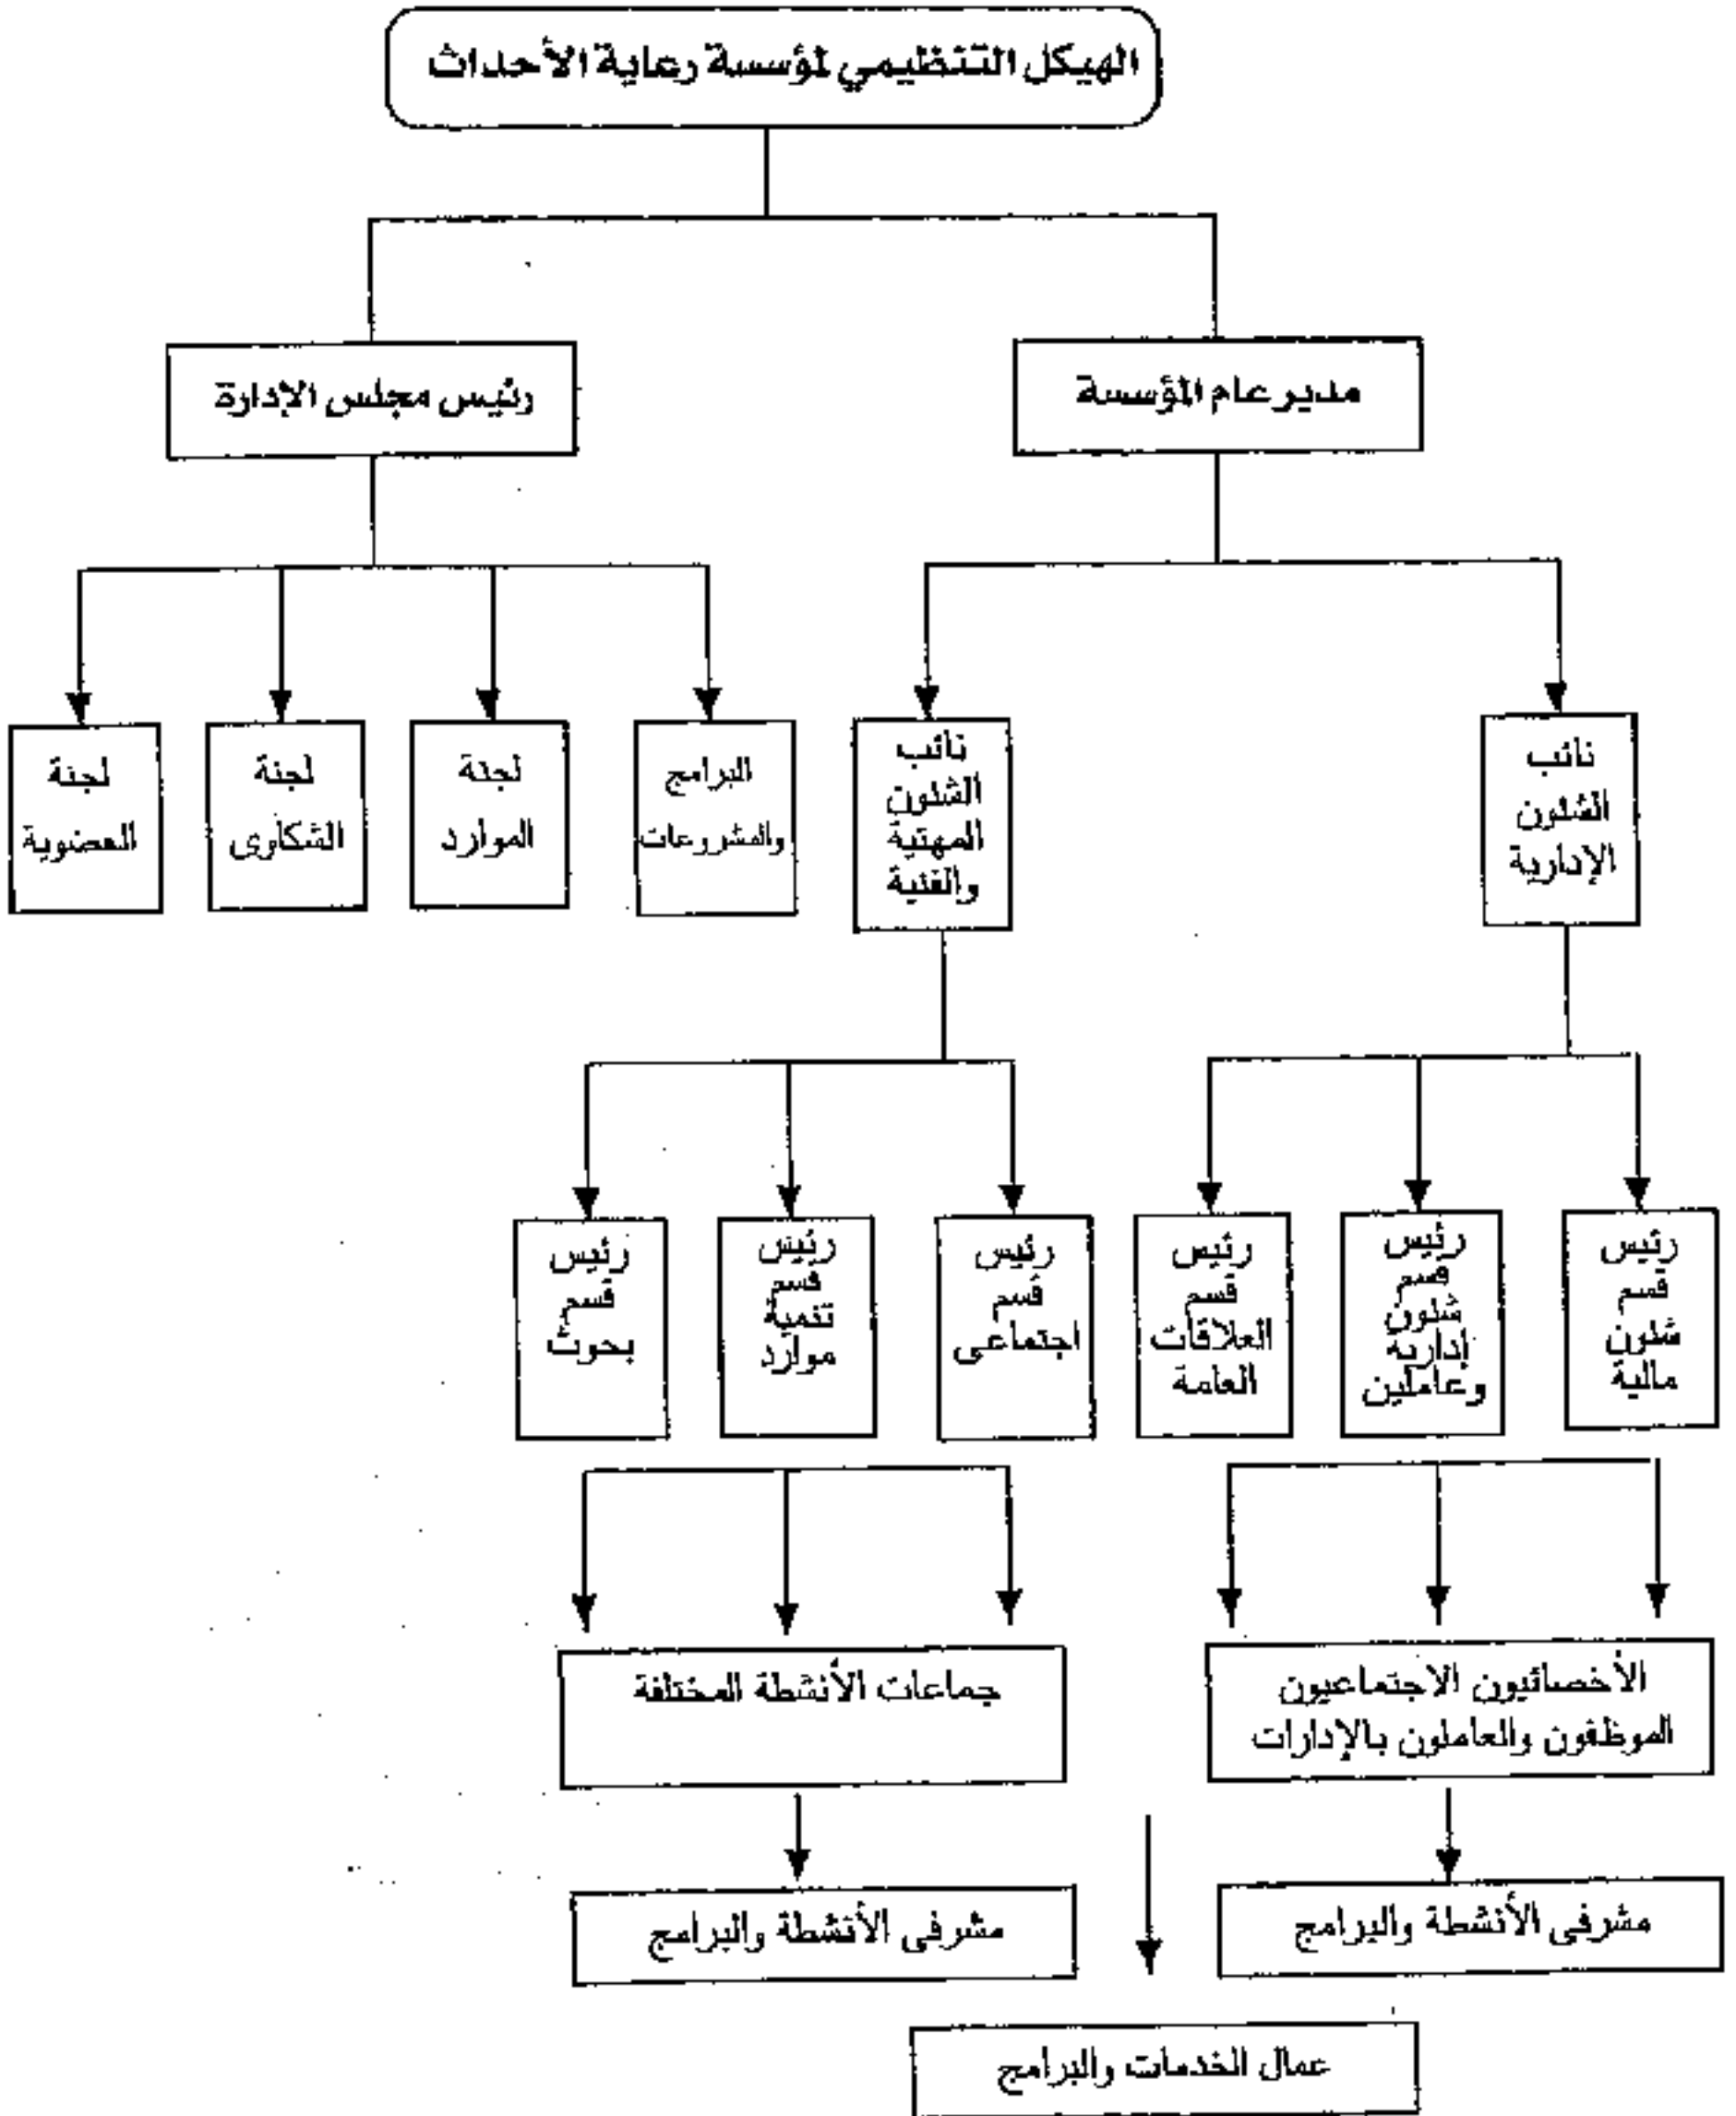 الهيكل التنظيمي لمؤسسة رعاية الأحداث
مدير عام المؤسسة
رئيس مجلس الإدارة
نائب
الشئون
الإدارية
نائب
الشئون
المهنية
والفنية
البرامج
والمشروعات
لجنة
الموارد
لجنة
الشكاوى
لجنة
العضوية
رئيس
قسم
شئون
مالية
رئيس
قسم
شئون
إدارية
وعاملين
رئيس
قسم
العلاقات
العامة
رئيس
قسم
اجتماعى
رئيس
قسم
تنمية
موارد
رئيس
قسم
بحوث
الأخصائيون الاجتماعيون
الموظفون والعاملون بالإدارات
جماعات الأنشطة المختلفة
مشرفى الأنشطة والبرامج
مشرفى الأنشطة والبرامج
عمال الخدمات والبرامج